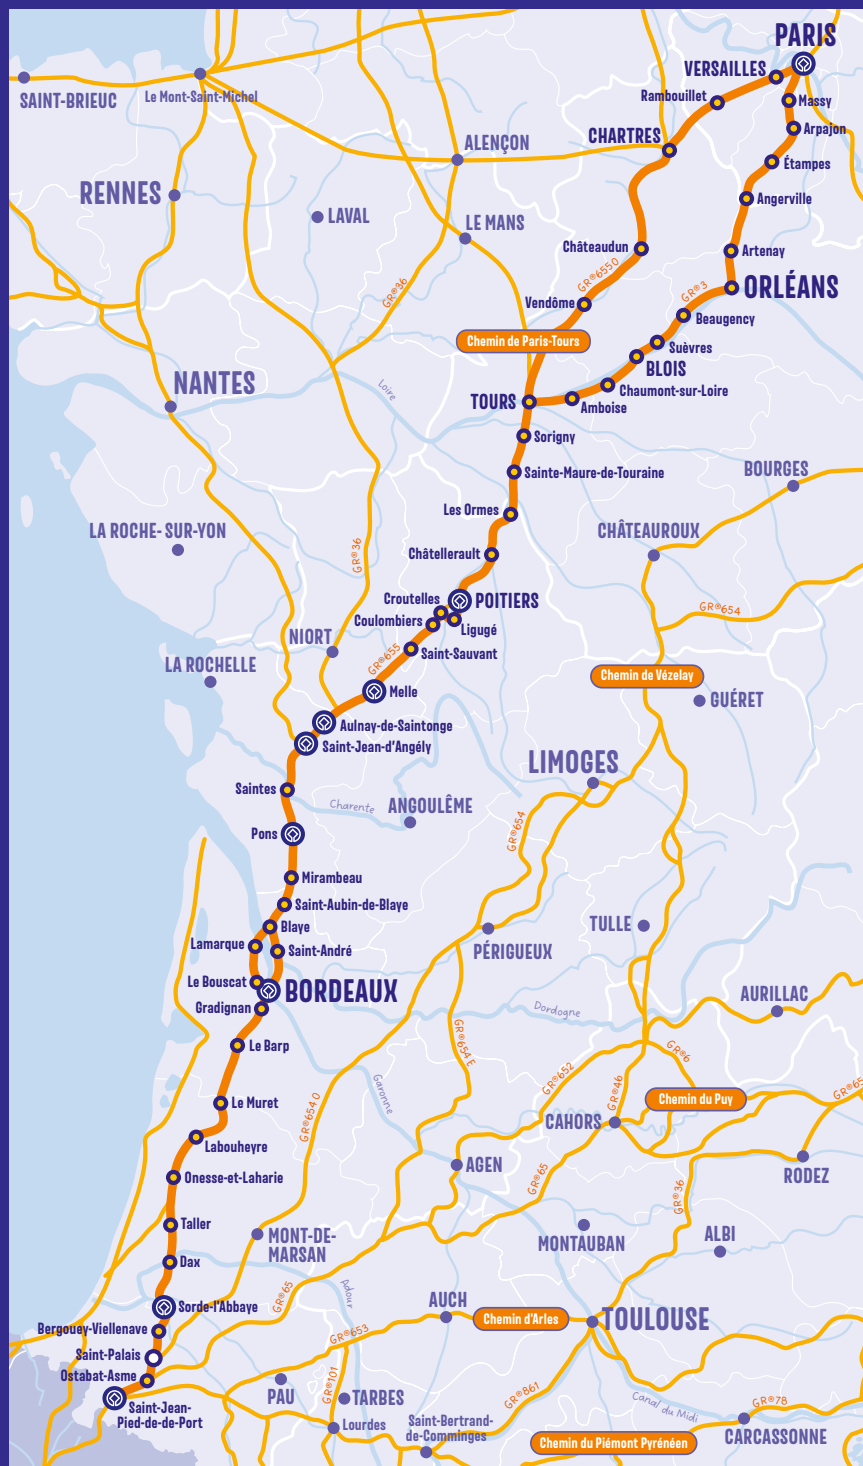 PARIS
VERSAILLES
Rambouillet
Massy
SAINT-BRIEUC
Le Mont-Saint-Michel
Arpajon
CHARTRES
ALENÇON
Étampes
RENNES
Angerville
LAVAL
LE MANS
Châteaudun
Artenay
GR®655O
ORLÉANS
GR®36
GR®3
Vendôme
Beaugency
Chemin de Paris-Tours
Suèvres
BLOIS
NANTES
Loire
Chaumont-sur-Loire
TOURS
Amboise
Sorigny
Sainte-Maure-de-Touraine
BOURGES
Les Ormes
LA ROCHE- SUR-YON
CHÂTEAUROUX
GR®36
Châtellerault
Croutelles
POITIERS
GR®654
Coulombiers
Ligugé
NIORT
GR®655
Saint-Sauvant
LA ROCHELLE
Chemin de Vézelay
Melle
GUÉRET
Aulnay-de-Saintonge
Saint-Jean-d'Angély
LIMOGES
Saintes
Charente
ANGOULÊME
Pons
GR®654
Mirambeau
Saint-Aubin-de-Blaye
Blaye
TULLE
Lamarque
Saint-André
PÉRIGUEUX
Le Bouscat
BORDEAUX
AURILLAC
Gradignan
Dordogne
Le Barp
GR®654 E
GR®6
GR®652
Garonne
GR®46
GR®65
Le Muret
GR®654 O
Chemin du Puy
CAHORS
Labouheyre
AGEN
Onesse-et-Laharie
GR®65
GR®36
RODEZ
Taller
MONT-DE-
MARSAN
MONTAUBAN
ALBI
Dax
Adour
GR®65
Sorde-l'Abbaye
AUCH
Chemin d'Arles
TOULOUSE
Bergouey-Viellenave
GR®653
Saint-Palais
Ostabat-Asme
GR®101
PAU
TARBES
GR®861
Canal du Midi
GR®78
Saint-Jean-
Pied-de-de-Port
Lourdes
Saint-Bertrand-
de-Comminges
CARCASSONNE
Chemin du Piémont Pyrénéen